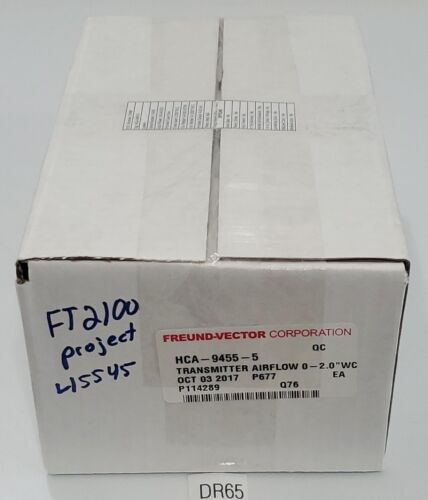 FT2100
project
415545
FREUND-VECTOR CORPORATION
QC
HCA-9455-5
TRANSMITTER AIRFLOW 0-2.0"WC
OCT 03 2017 P677 EA
P114289 Q76
DR65